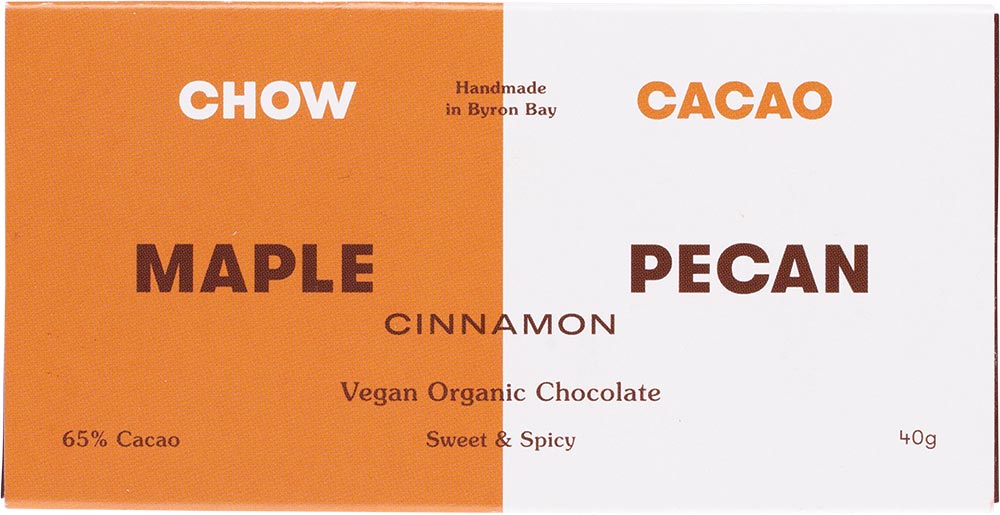 CHOW
Handmade
in Byron Bay
CACAO
MAPLE PECAN
CINNAMON
Vegan Organic Chocolate
65% Cacao
Sweet & Spicy
40g